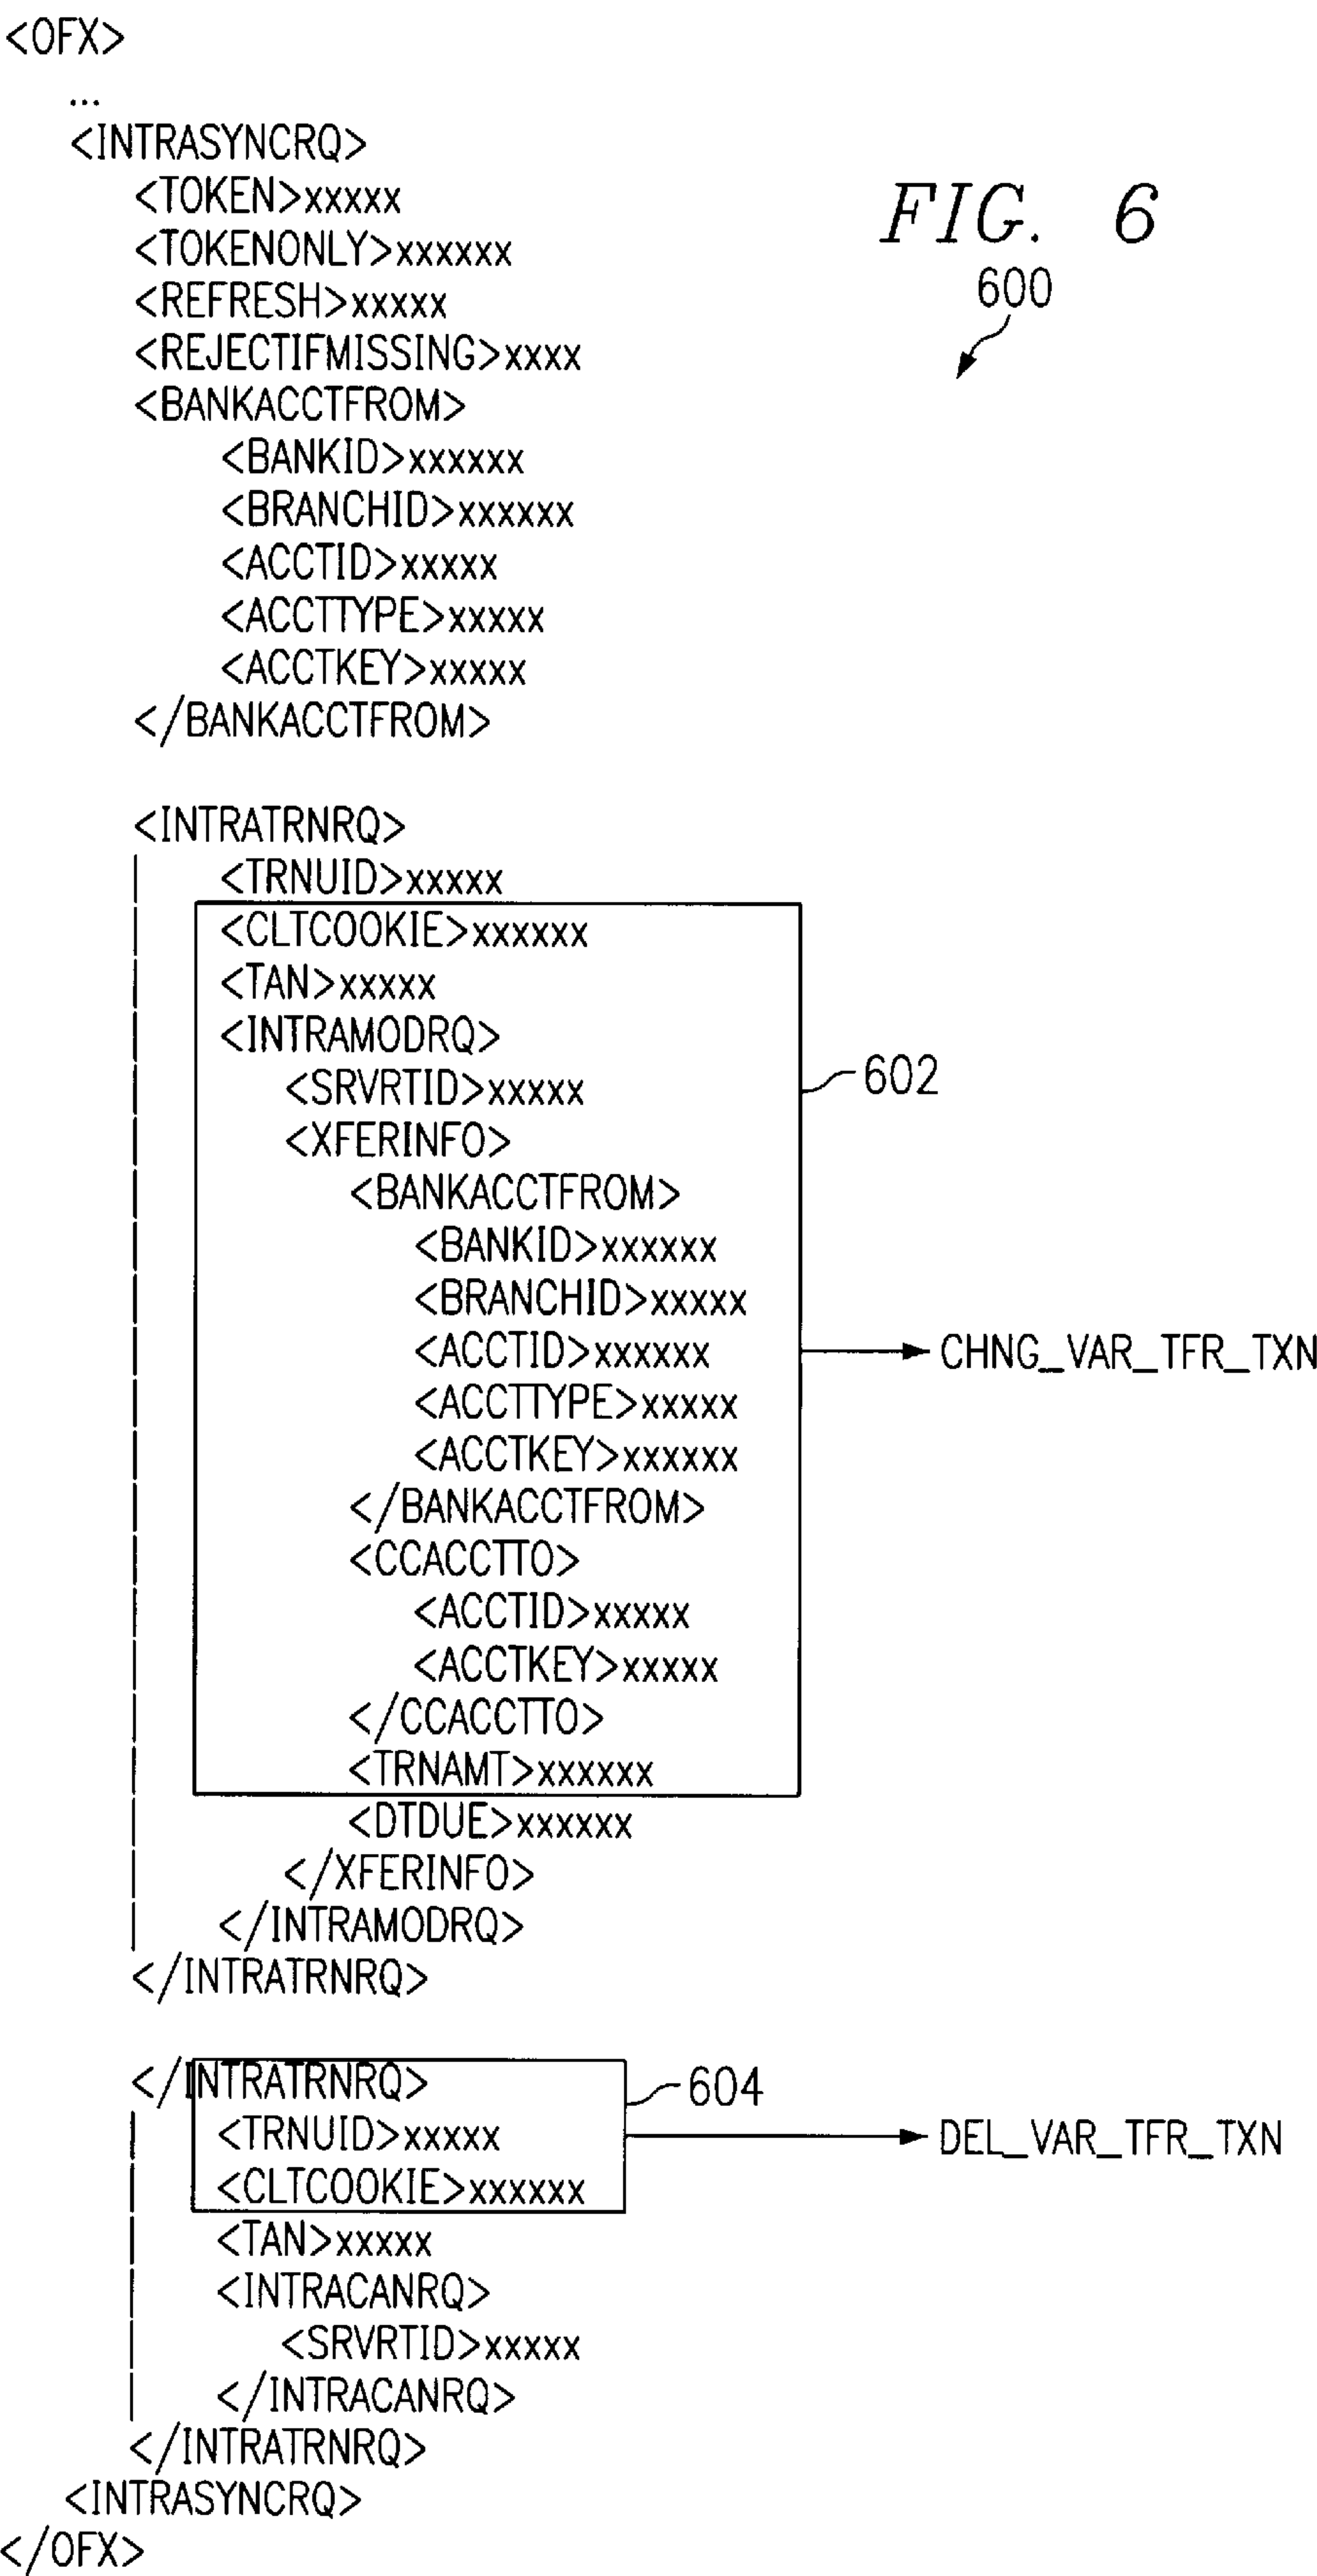 <OFX>
...
<INTRASYNCRQ>
<TOKEN>xxxxx
<TOKENONLY>xxxxxx
FIG. 6
<REFRESH>xxxxx
600
<REJECTIFMISSING>xxxx
<BANKACCTFROM>
<BANKID>xxxxxx
<BRANCHID>xxxxxx
<ACCTID>xxxxx
<ACCTTYPE>xxxxx
<ACCTKEY>xxxxx
</BANKACCTFROM>
<INTRATRNRQ>
<TRNUID>xxxxx
<CLTCOOKIE>xxxxxx
<TAN>xxxxx
<INTRAMODRQ>
<SRVRTID>xxxxx
602
<XFERINFO>
<BANKACCTFROM>
<BANKID>xxxxxx
<BRANCHID>xxxxx
<ACCTID>xxxxxx
CHNG_VAR_TFR_TXN
<ACCTTYPE>xxxxx
<ACCTKEY>xxxxxx
</BANKACCTFROM>
<CCACCTTO>
<ACCTID>xxxxx
<ACCTKEY>xxxxx
</CCACCTTO>
<TRNAMT>xxxxxx
<DTDUE>xxxxxx
</XFERINFO>
</INTRAMODRQ>
</INTRATRNRQ>
</INTRATRNRQ>
604
<TRNUID>xxxxx
DEL_VAR_TFR_TXN
<CLTCOOKIE>xxxxxx
<TAN>xxxxx
<INTRACANRQ>
<SRVRTID>xxxxx
</INTRACANRQ>
</INTRATRNRQ>
<INTRASYNCRQ>
</OFX>